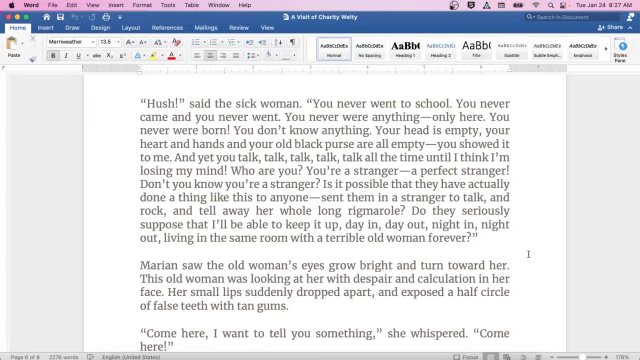 Word File Edit View Insert Format Tools Table Window Help Tue Jan 24 8:27 AM
A Visit of Charity Welty
Search in Document
Home Insert Draw Design Layout References Mailings Review View
Share
Paste
Merriweather 13.5
B I U
AaBbCcDdEe AaBbCcDdEe AaBbC AaBbCcDdE Title AaBbCcDdEe AaBbCcDdEe AaBbCcDdEe
Normal No Spacing Heading 1 Heading 2 Title Subtitle Subtle Emph... Emphasis
“Hush!” said the sick woman. “You never went to school. You never
came and you never went. You never were anything—only here. You
never were born! You don’t know anything. Your head is empty, your
heart and hands and your old black purse are all empty—you showed it
to me. And yet you talk, talk, talk, talk, talk all the time until I think I’m
losing my mind! Who are you? You’re a stranger—a perfect stranger!
Don’t you know you’re a stranger? Is it possible that they have actually
done a thing like this to anyone—sent them in a stranger to talk, and
rock, and tell away her whole long rigmarole? Do they seriously
suppose that I’ll be able to keep it up, day in, day out, night in, night
out, living in the same room with a terrible old woman forever?”
Marian saw the old woman’s eyes grow bright and turn toward her.
This old woman was looking at her with despair and calculation in her
face. Her small lips suddenly dropped apart, and exposed a half circle
of false teeth with tan gums.
“Come here, I want to tell you something,” she whispered. “Come
here!”
Page 6 of 8 2276 words English (United States) Focus 178%